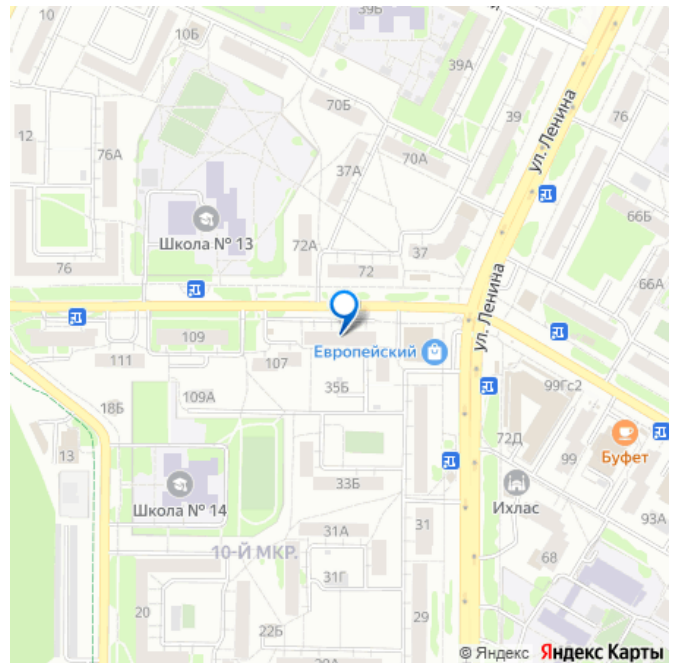 10
10Б
39Б
39А
39
76
ул. Ленина
12
76А
70Б
37А
70А
66Б
Школа № 13
72А
37
76
72
66А
ул. Ленина
109
Европейский
111
107
35Б
99Гс2
109А
18Б
72Д
Буфет
13
99
33Б
Школа № 14
Ихлас
93А
31А
31
10-Й МКР.
68
31Г
20
29
22Б
20А
© Яндекс Яндекс Карты